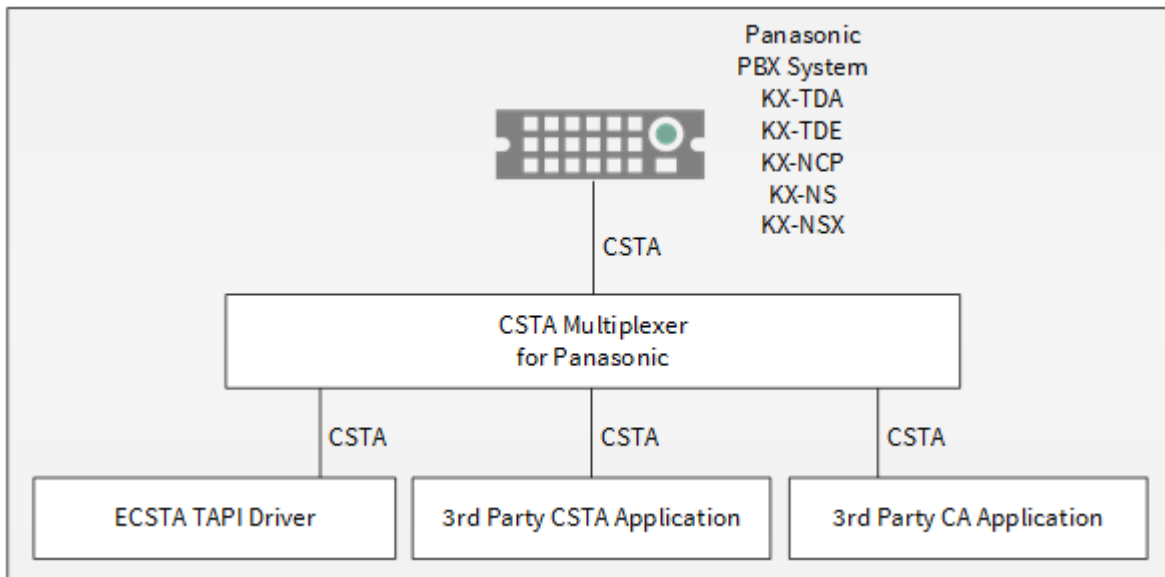 Panasonic
PBX System
KX-TDA
KX-TDE
KX-NCP
KX-NS
KX-NSX
CSTA
CSTA Multiplexer
for Panasonic
CSTA
CSTA
CSTA
ECSTA TAPI Driver
3rd Party CSTA Application
3rd Party CA Application